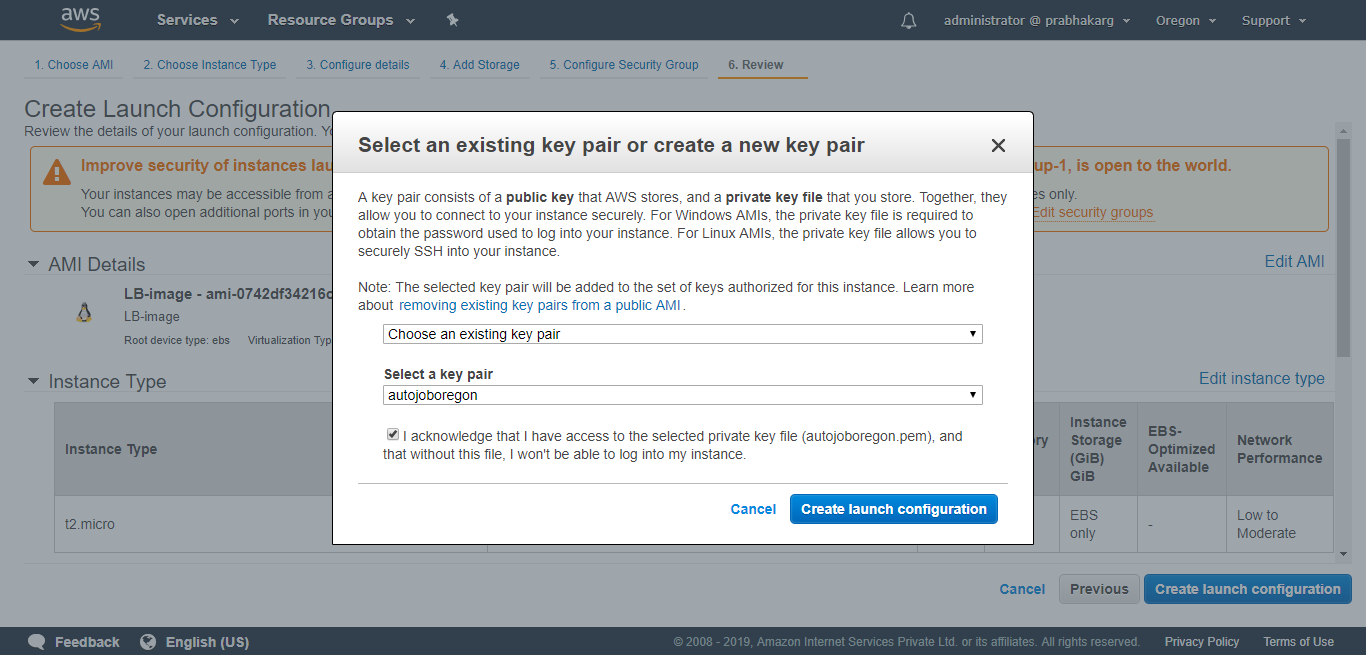 aws
Services
Resource Groups
administrator @ prabhakarg
Oregon
Support
1. Choose AMI
2. Choose Instance Type
3. Configure details
4. Add Storage
5. Configure Security Group
6. Review
Create Launch Configuration
Review the details of your launch configuration.
Improve security of instances
up-1, is open to the world.
Your instances may be accessible from
es only.
You can also open additional ports in
Edit security groups
AMI Details
Edit AMI
LB-image - ami-0742df34216
LB-image
Root device type: ebs
Virtualization
Instance Type
Edit instance type
Instance Type
Instance Storage (GiB) GiB
EBS-Optimized Available
Network Performance
t2.micro
EBS only
-
Low to Moderate
Select an existing key pair or create a new key pair
A key pair consists of a public key that AWS stores, and a private key file that you store. Together, they
allow you to connect to your instance securely. For Windows AMIs, the private key file is required to
obtain the password used to log into your instance. For Linux AMIs, the private key file allows you to
securely SSH into your instance.
Note: The selected key pair will be added to the set of keys authorized for this instance. Learn more
about removing existing key pairs from a public AMI.
Choose an existing key pair
Select a key pair
autojoboregon
I acknowledge that I have access to the selected private key file (autojoboregon.pem), and
that without this file, I won't be able to log into my instance.
Cancel
Create launch configuration
Cancel
Previous
Create launch configuration
Feedback
English (US)
© 2008 - 2019, Amazon Internet Services Private Ltd. or its affiliates. All rights reserved.
Privacy Policy
Terms of Use